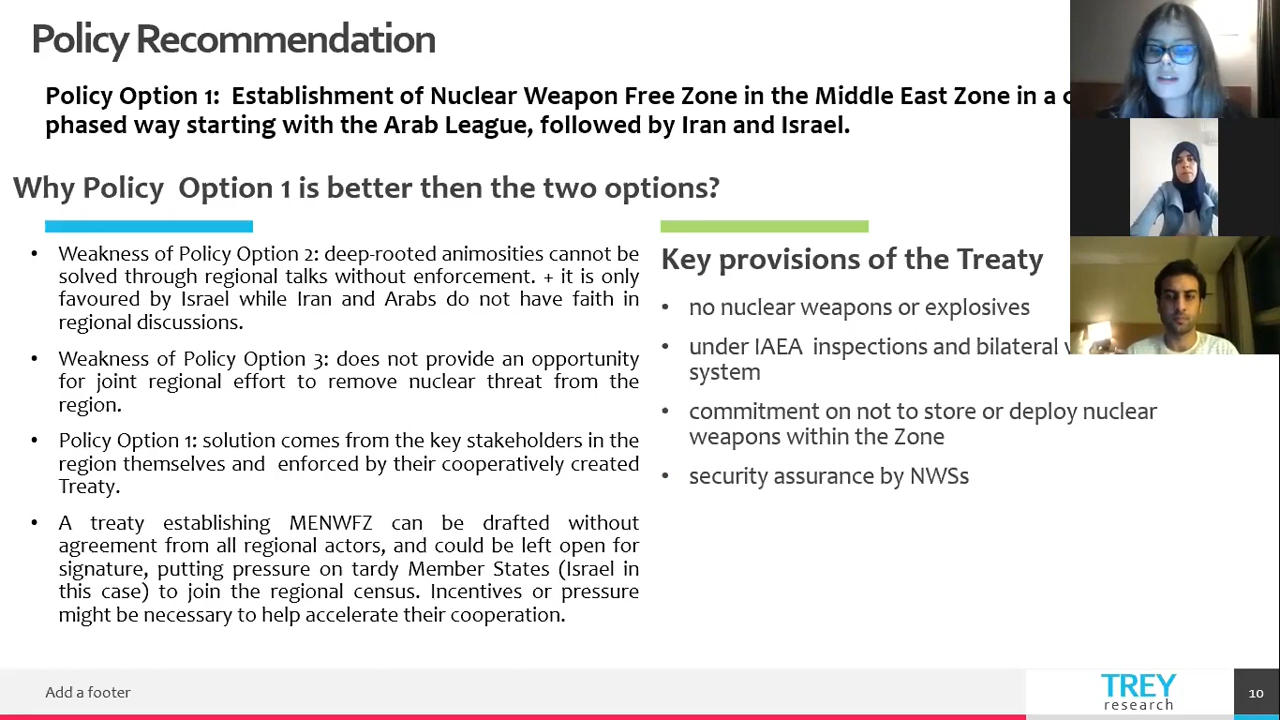 Policy Recommendation
Policy Option 1: Establishment of Nuclear Weapon Free Zone in the Middle East Zone in a
phased way starting with the Arab League, followed by Iran and Israel.
Why Policy Option 1 is better then the two options?
• Weakness of Policy Option 2: deep-rooted animosities cannot be
solved through regional talks without enforcement. + it is only
favoured by Israel while Iran and Arabs do not have faith in
regional discussions.
• Weakness of Policy Option 3: does not provide an opportunity
for joint regional effort to remove nuclear threat from the
region.
• Policy Option 1: solution comes from the key stakeholders in the
region themselves and enforced by their cooperatively created
Treaty.
• A treaty establishing MENWFZ can be drafted without
agreement from all regional actors, and could be left open for
signature, putting pressure on tardy Member States (Israel in
this case) to join the regional census. Incentives or pressure
might be necessary to help accelerate their cooperation.
Key provisions of the Treaty
• no nuclear weapons or explosives
• under IAEA inspections and bilateral
system
• commitment on not to store or deploy nuclear
weapons within the Zone
• security assurance by NWSs
Add a footer
TREY
research
10